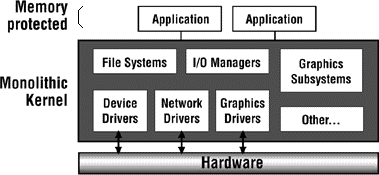 Memory
protected
Application
Application
Monolithic
Kernel
File Systems
I/O Managers
Graphics
Subsystems
Device
Drivers
Network
Drivers
Graphics
Drivers
Other...
Hardware